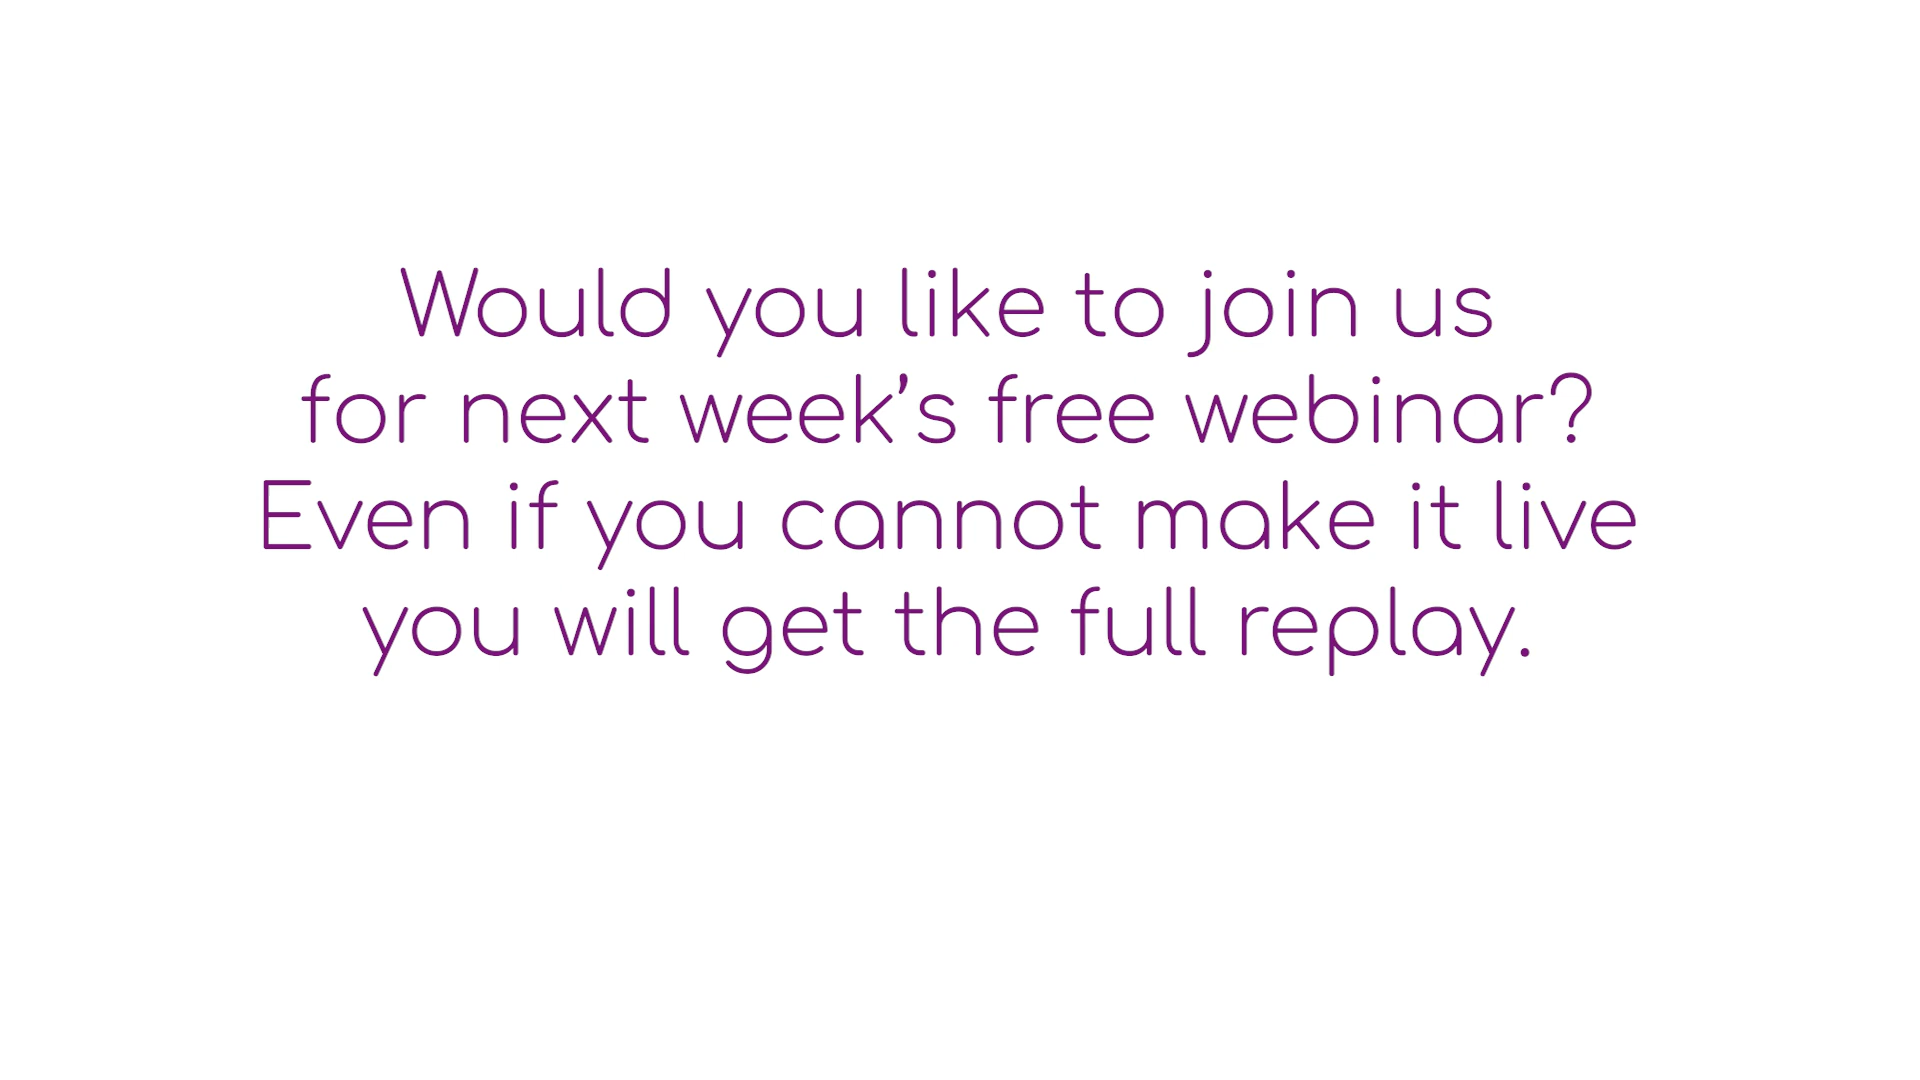 Would you like to join us
for next week’s free webinar?
Even if you cannot make it live
you will get the full replay.